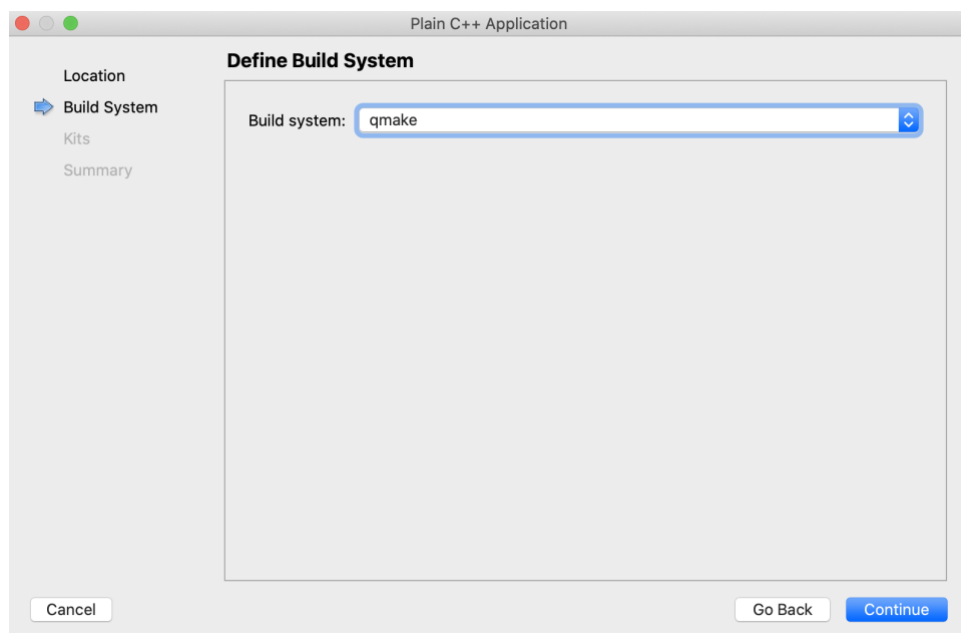 Plain C++ Application
Location
Build System
Kits
Summary
Define Build System
Build system: qmake
Cancel
Go Back
Continue